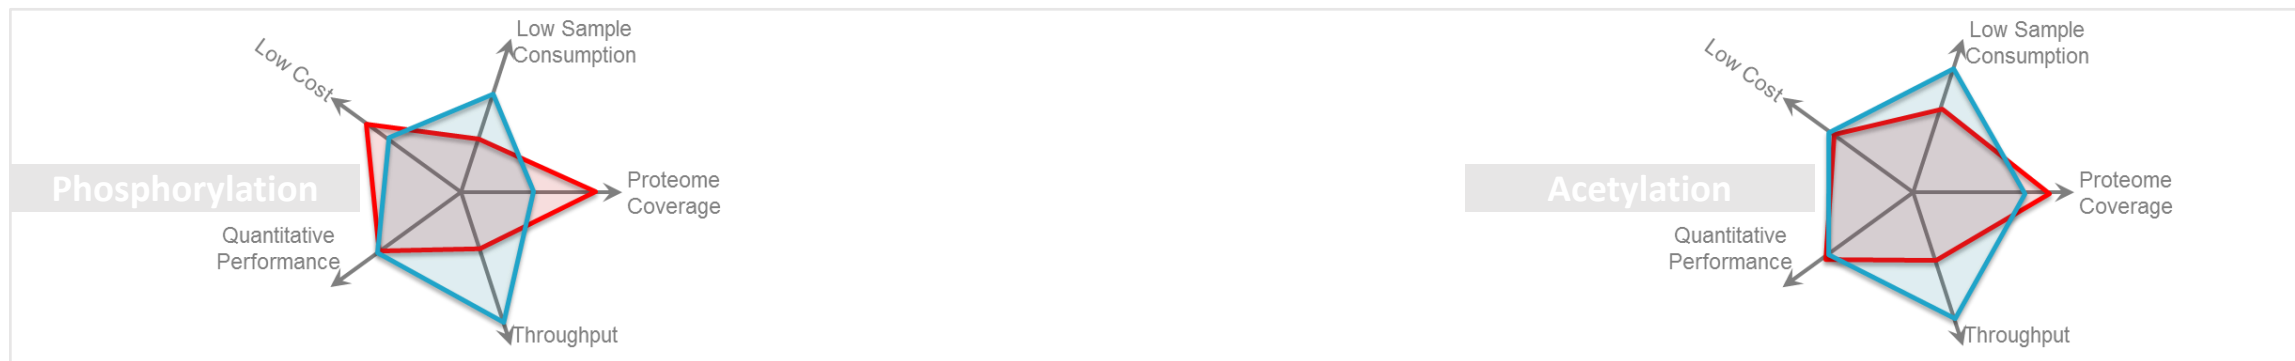 Low Sample
Consumption
Low Cost
Phosphorylation
Proteome
Coverage
Quantitative
Performance
Throughput
Low Sample
Consumption
Low Cost
Acetylation
Proteome
Coverage
Quantitative
Performance
Throughput